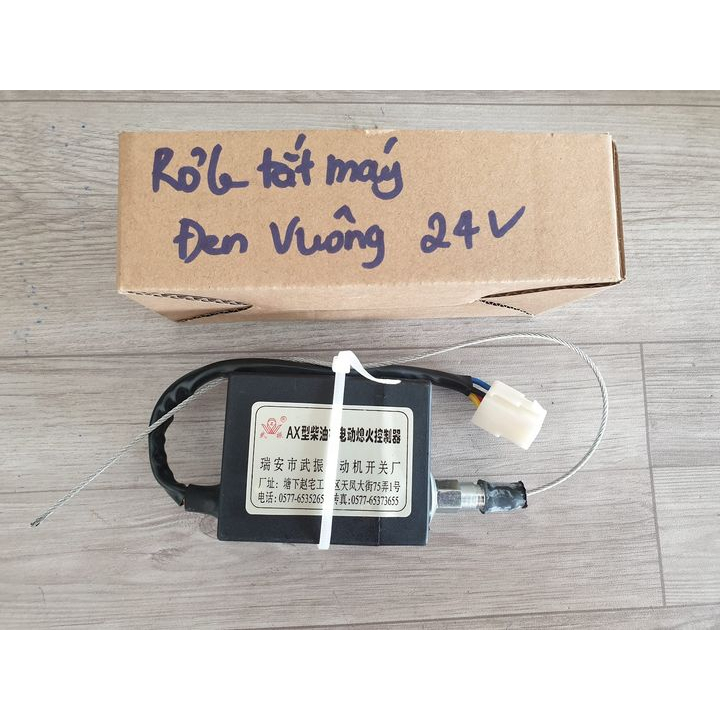 Rơle tắt máy
Đen Vuông 24V
AX型柴油电动熄火控制器
瑞安市武振动机开关厂
厂址：塘下赵宅工区天凤大街75弄1号
电话:0577-6535265 传真:0577-65373655